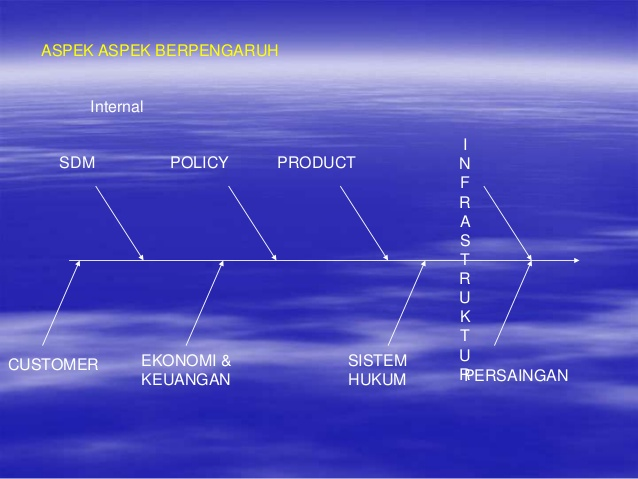 ASPEK ASPEK BERPENGARUH
Internal
SDM
POLICY
PRODUCT
I
N
F
R
A
S
T
R
U
K
T
U
R
CUSTOMER
EKONOMI &
KEUANGAN
SISTEM
HUKUM
PERSAINGAN